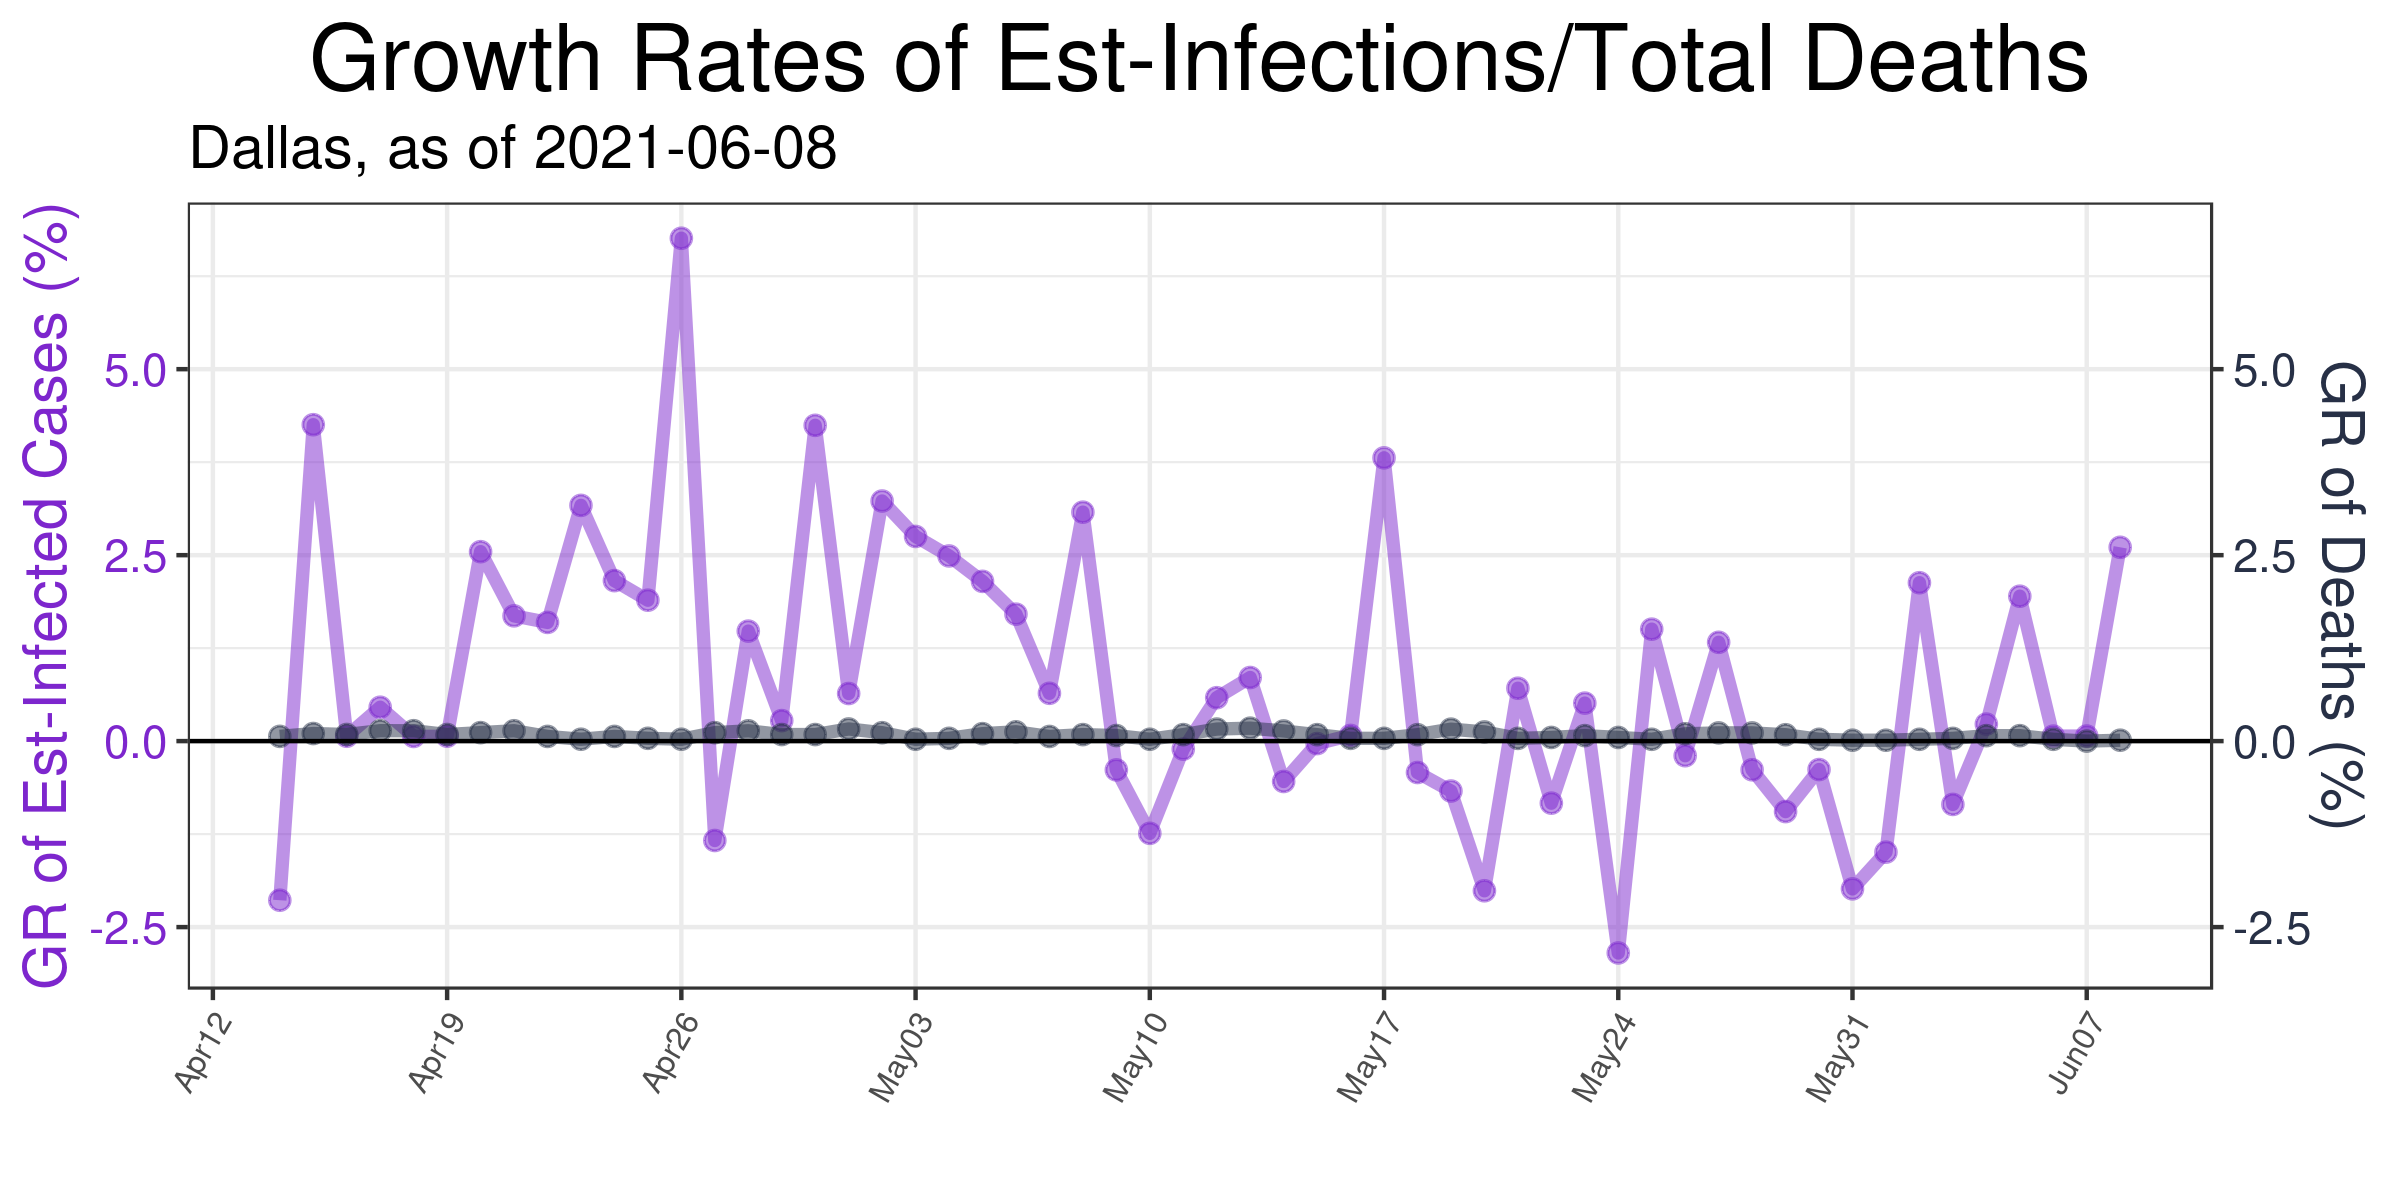 Growth Rates of Est-Infections/Total Deaths
Dallas, as of 2021-06-08
GR of Est-Infected Cases (%)
5.0
2.5
0.0
-2.5
5.0
2.5
0.0
-2.5
GR of Deaths (%)
Apr12
Apr19
Apr26
May03
May10
May17
May24
May31
Jun07